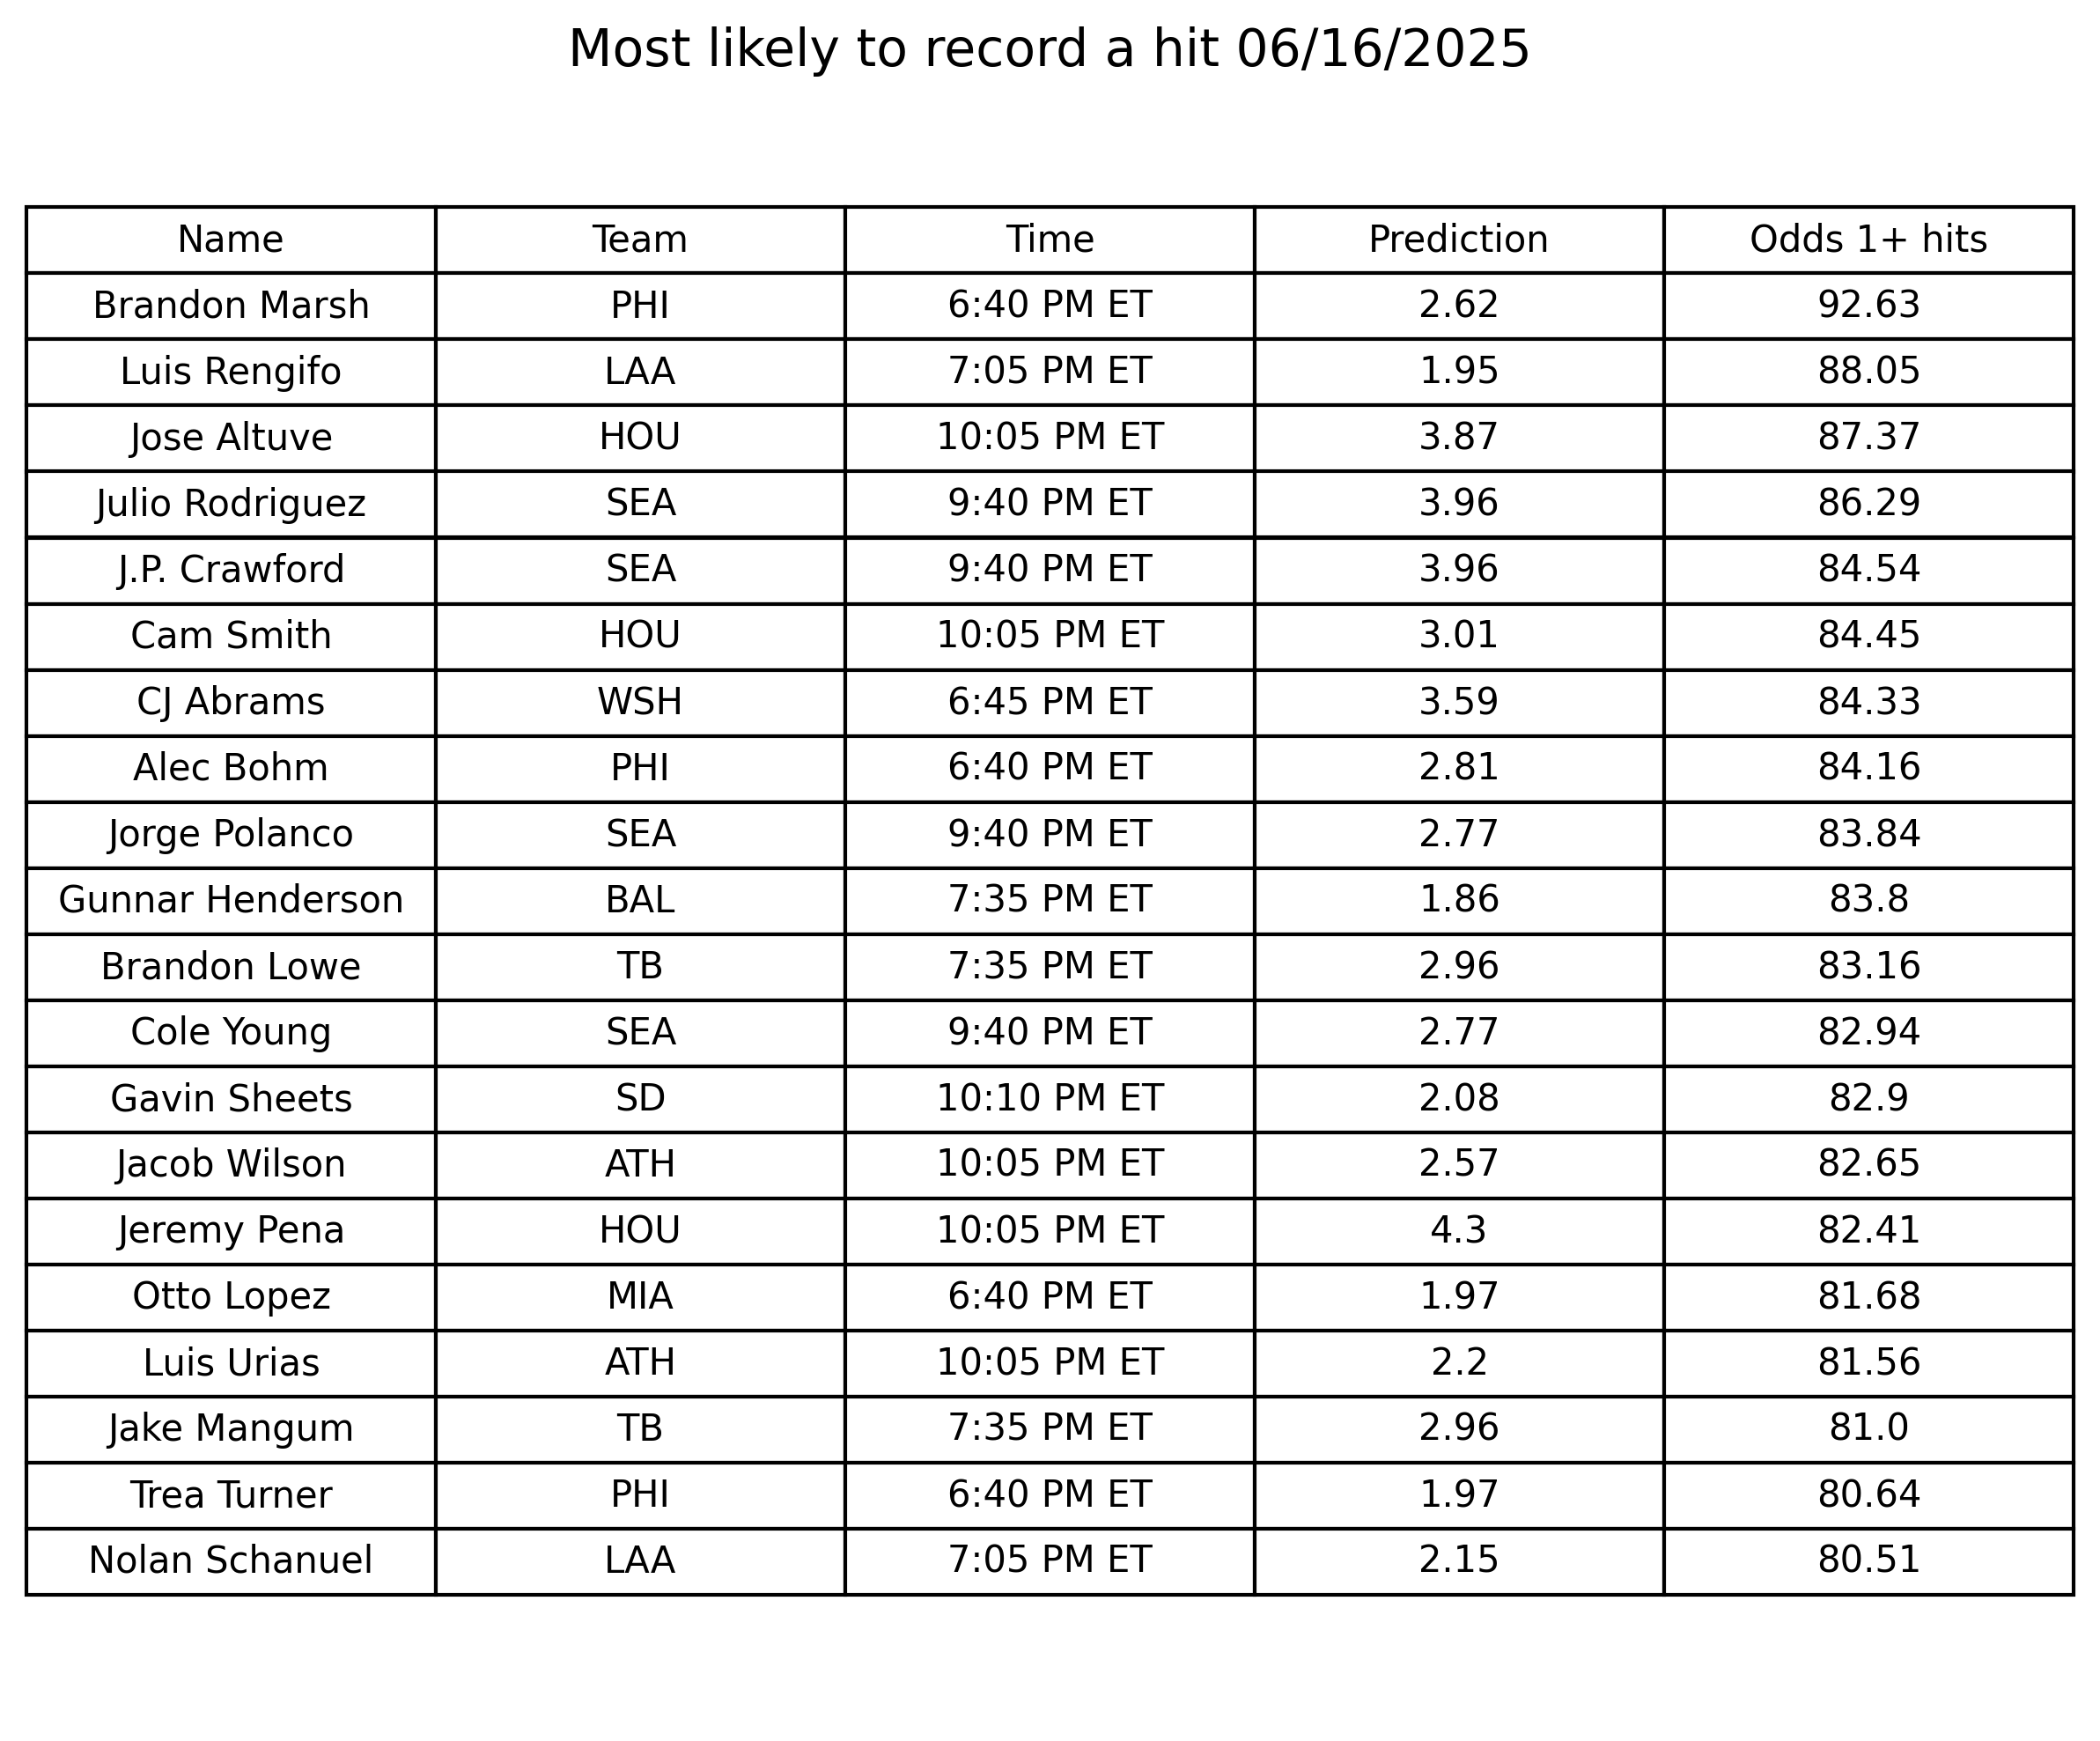 Most likely to record a hit 06/16/2025
Name Team Time Prediction Odds 1+ hits
Brandon Marsh PHI 6:40 PM ET 2.62 92.63
Luis Rengifo LAA 7:05 PM ET 1.95 88.05
Jose Altuve HOU 10:05 PM ET 3.87 87.37
Julio Rodriguez SEA 9:40 PM ET 3.96 86.29
J.P. Crawford SEA 9:40 PM ET 3.96 84.54
Cam Smith HOU 10:05 PM ET 3.01 84.45
CJ Abrams WSH 6:45 PM ET 3.59 84.33
Alec Bohm PHI 6:40 PM ET 2.81 84.16
Jorge Polanco SEA 9:40 PM ET 2.77 83.84
Gunnar Henderson BAL 7:35 PM ET 1.86 83.8
Brandon Lowe TB 7:35 PM ET 2.96 83.16
Cole Young SEA 9:40 PM ET 2.77 82.94
Gavin Sheets SD 10:10 PM ET 2.08 82.9
Jacob Wilson ATH 10:05 PM ET 2.57 82.65
Jeremy Pena HOU 10:05 PM ET 4.3 82.41
Otto Lopez MIA 6:40 PM ET 1.97 81.68
Luis Urias ATH 10:05 PM ET 2.2 81.56
Jake Mangum TB 7:35 PM ET 2.96 81.0
Trea Turner PHI 6:40 PM ET 1.97 80.64
Nolan Schanuel LAA 7:05 PM ET 2.15 80.51